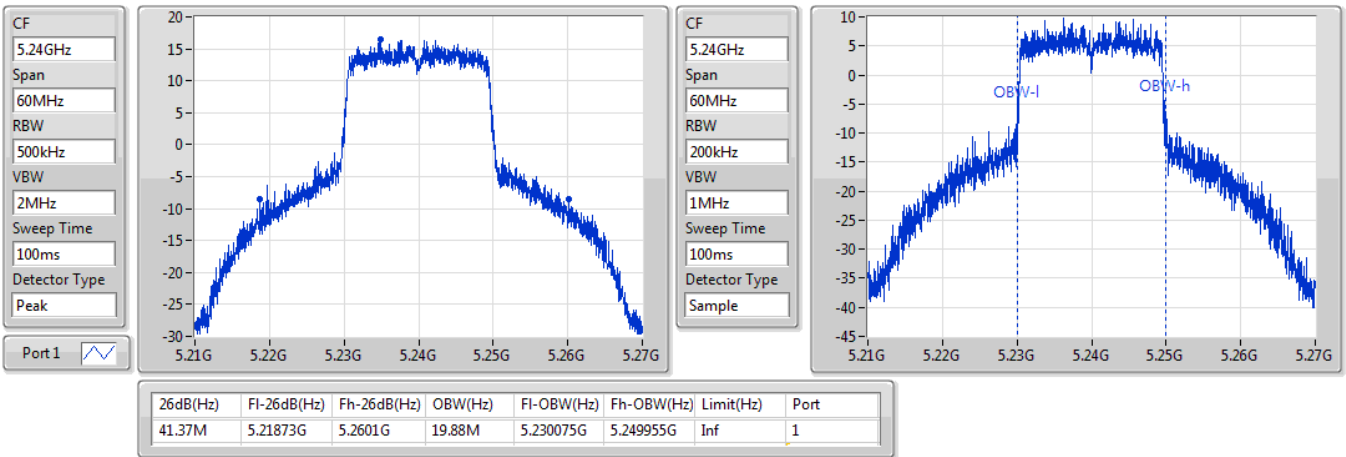 CF
5.24GHz
Span
60MHz
RBW
500kHz
VBW
2MHz
Sweep Time
100ms
Detector Type
Peak
Port 1
20
15
10
5
0
-5
-10
-15
-20
-25
-30
5.21G 5.22G 5.23G 5.24G 5.25G 5.26G 5.27G
CF
5.24GHz
Span
60MHz
RBW
200kHz
VBW
1MHz
Sweep Time
100ms
Detector Type
Sample
10
5
0
-5
-10
-15
-20
-25
-30
-35
-40
-45
OBW-l OBW-h
5.21G 5.22G 5.23G 5.24G 5.25G 5.26G 5.27G
26dB(Hz) Fl-26dB(Hz) Fh-26dB(Hz) OBW(Hz) Fl-OBW(Hz) Fh-OBW(Hz) Limit(Hz) Port
41.37M 5.21873G 5.2601G 19.88M 5.230075G 5.249955G Inf 1